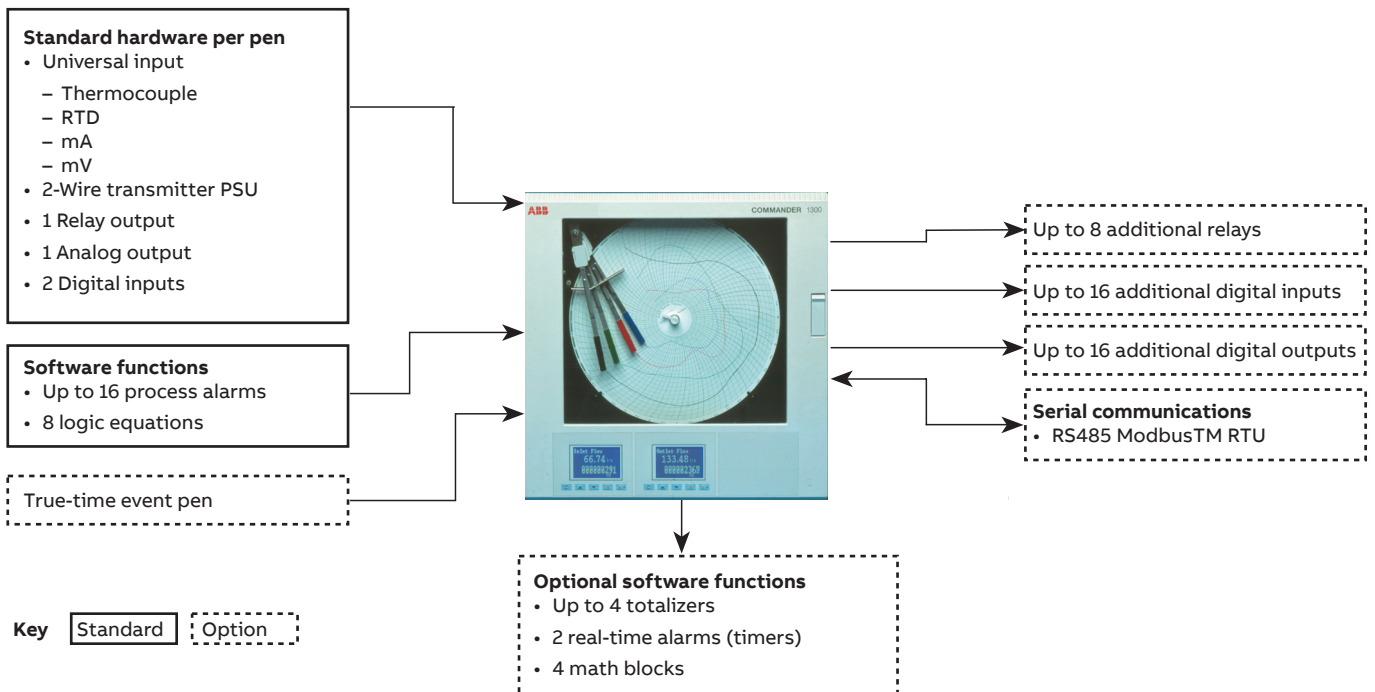 Standard hardware per pen
• Universal input
– Thermocouple
– RTD
– mA
– mV
• 2-Wire transmitter PSU
• 1 Relay output
• 1 Analog output
• 2 Digital inputs
Software functions
• Up to 16 process alarms
• 8 logic equations
True-time event pen
Key Standard Option
ABB
COMMANDER 1300
Inlet Flow
66.74
000000291
Outlet Flow
133.48
000002368
Up to 8 additional relays
Up to 16 additional digital inputs
Up to 16 additional digital outputs
Serial communications
• RS485 ModbusTM RTU
Optional software functions
• Up to 4 totalizers
• 2 real-time alarms (timers)
• 4 math blocks